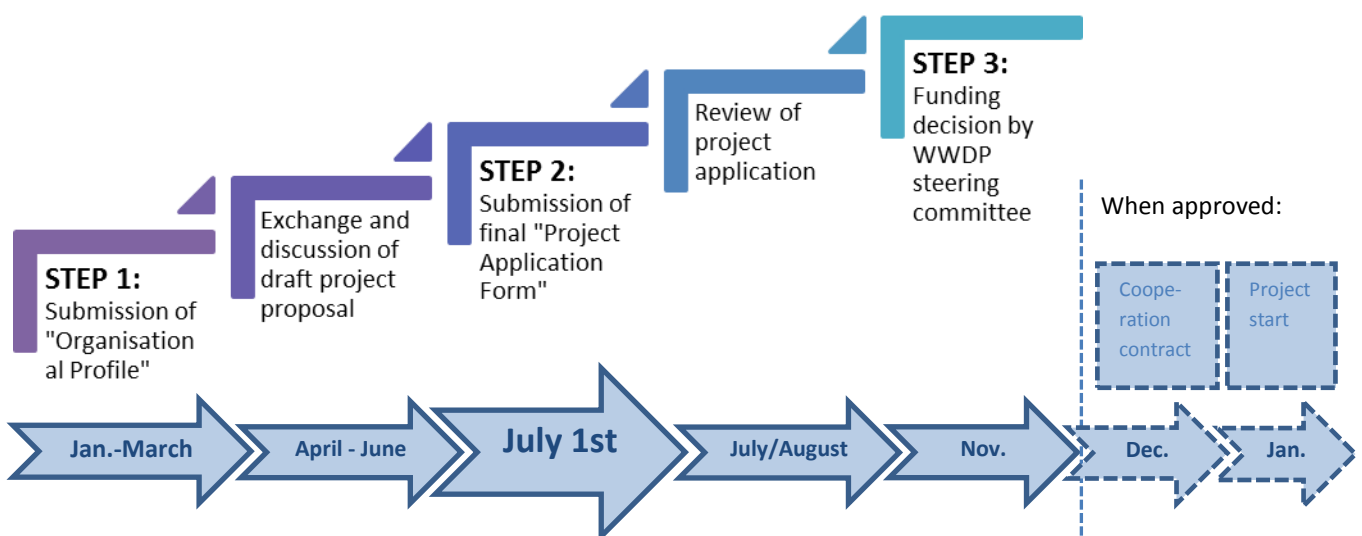 STEP 1:
Submission of
"Organisation
al Profile"
Exchange and
discussion of
draft project
proposal
STEP 2:
Submission of
final "Project
Application
Form"
Review of
project
application
STEP 3:
Funding
decision by
WWDP
steering
committee
When approved:
Coope-
ration
contract
Project
start
Jan.-March
April - June
July 1st
July/August
Nov.
Dec.
Jan.